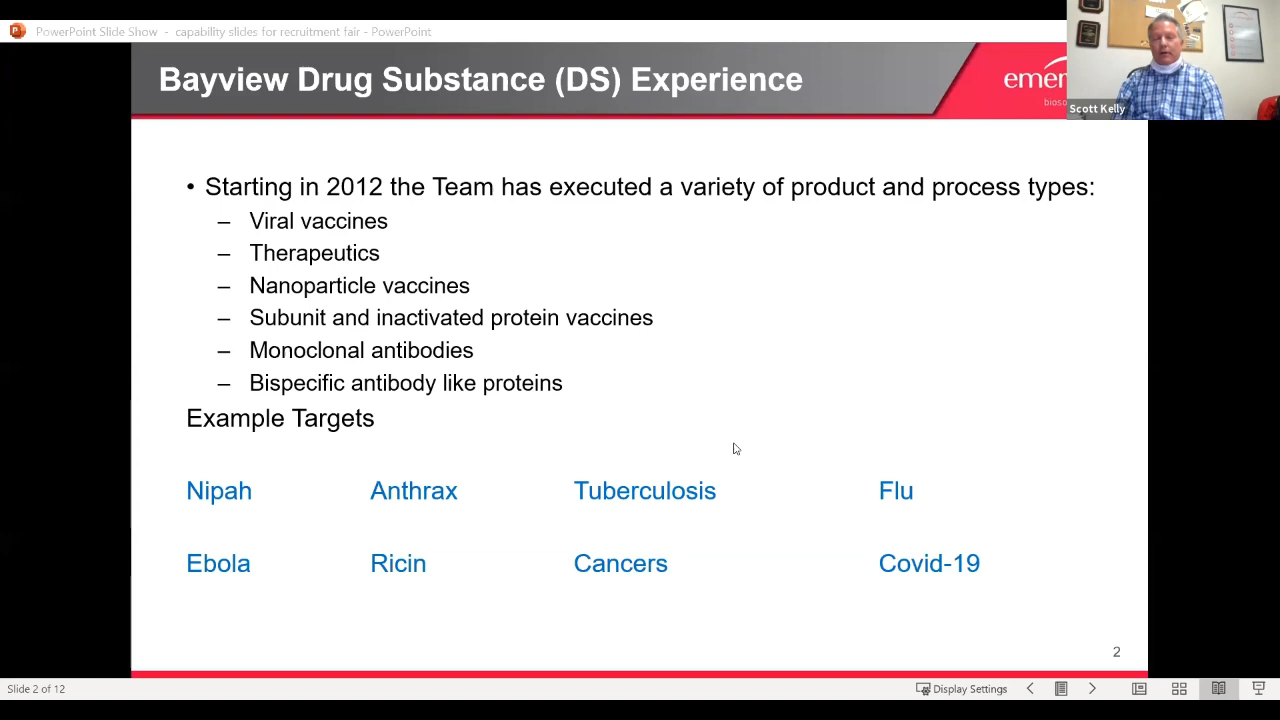 PowerPoint Slide Show - capability slides for recruitment fair - PowerPoint
Bayview Drug Substance (DS) Experience
Scott Kelly
• Starting in 2012 the Team has executed a variety of product and process types:
– Viral vaccines
– Therapeutics
– Nanoparticle vaccines
– Subunit and inactivated protein vaccines
– Monoclonal antibodies
– Bispecific antibody like proteins
Example Targets
Nipah Anthrax Tuberculosis Flu
Ebola Ricin Cancers Covid-19
2
Slide 2 of 12
Display Settings